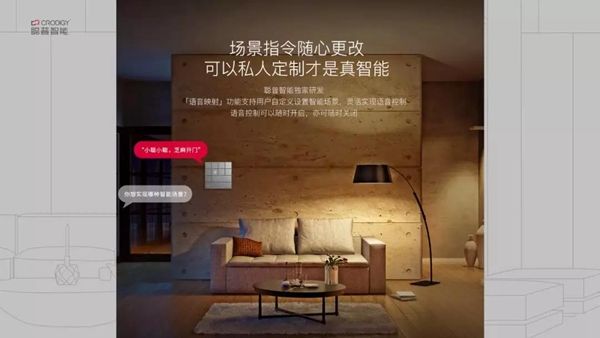 CRODIGY
聪普智能
场景指令随心更改
可以私人定制才是真智能
聪普智能独家研发
「语音映射」功能支持用户自定义设置智能场景，灵活实现语音控制
语音控制可以随时开启，亦可随时关闭
“小聪小聪，芝麻开门”
你想实现哪种智能场景？